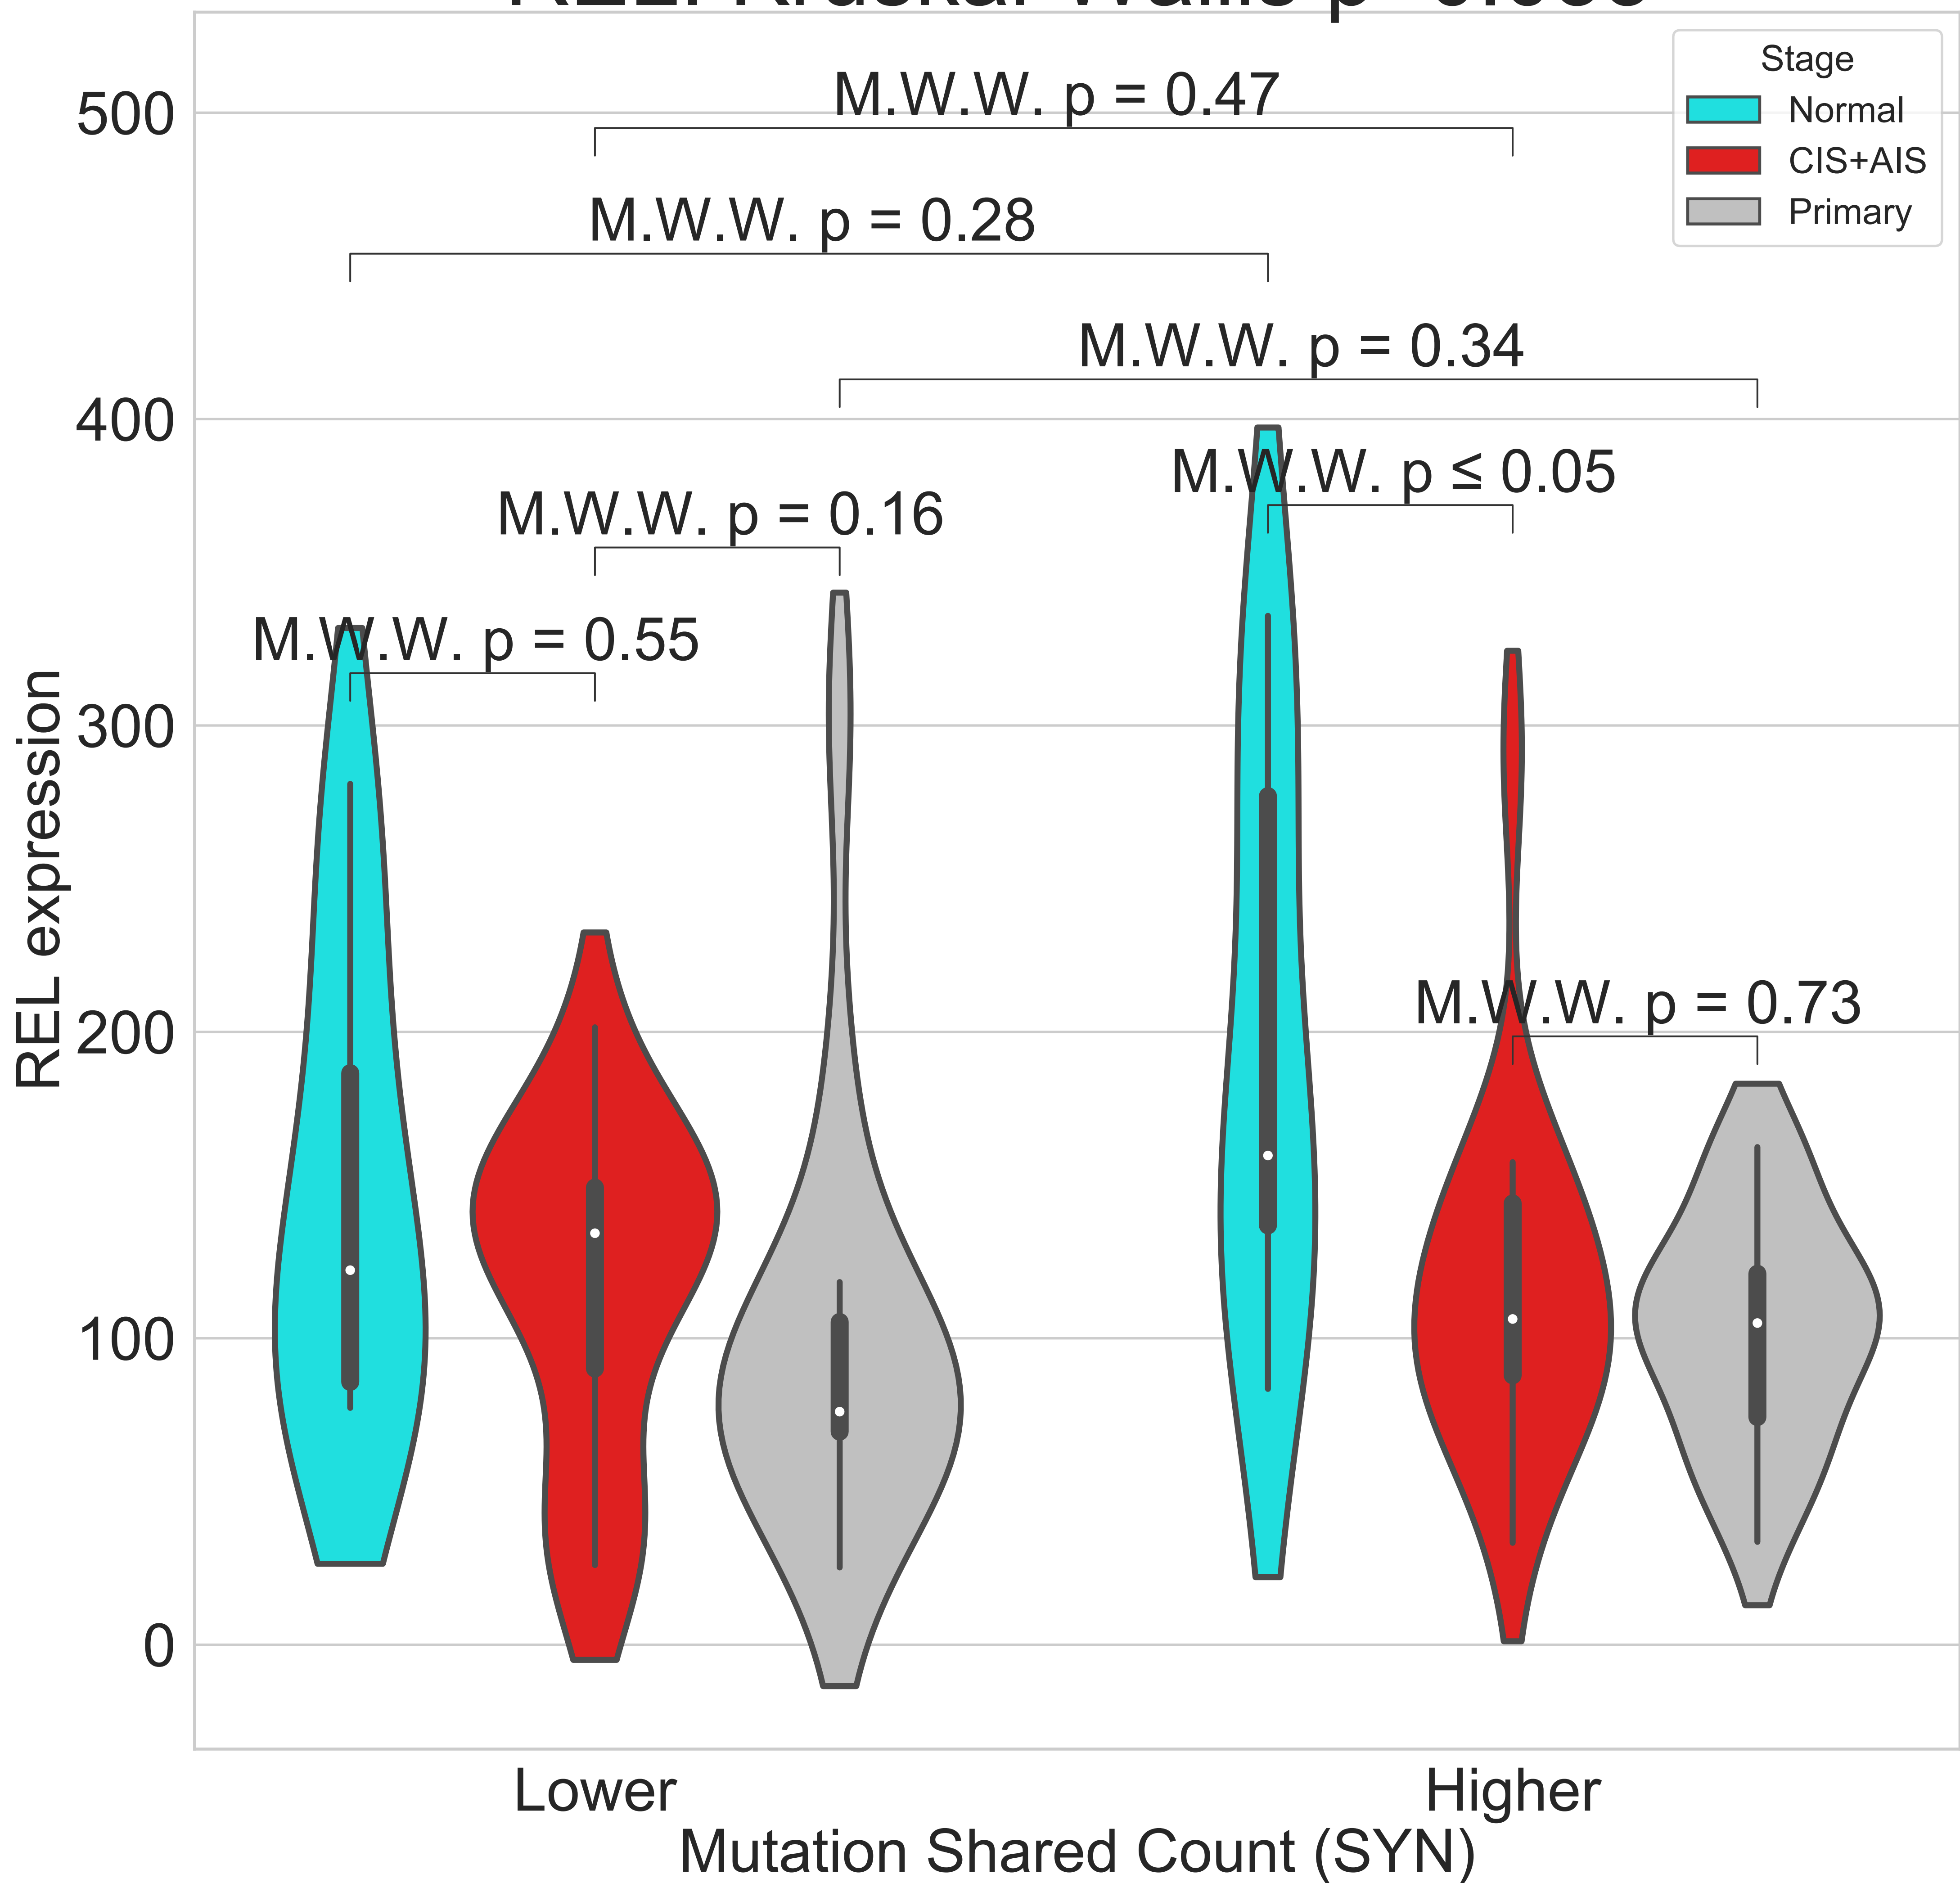 Stage
Normal
CIS+AIS
Primary
M.W.W. p = 0.47
M.W.W. p = 0.28
M.W.W. p = 0.34
M.W.W. p ≤ 0.05
M.W.W. p = 0.16
M.W.W. p = 0.55
M.W.W. p = 0.73
500
400
300
200
100
0
REL expression
Lower
Higher
Mutation Shared Count (SYN)